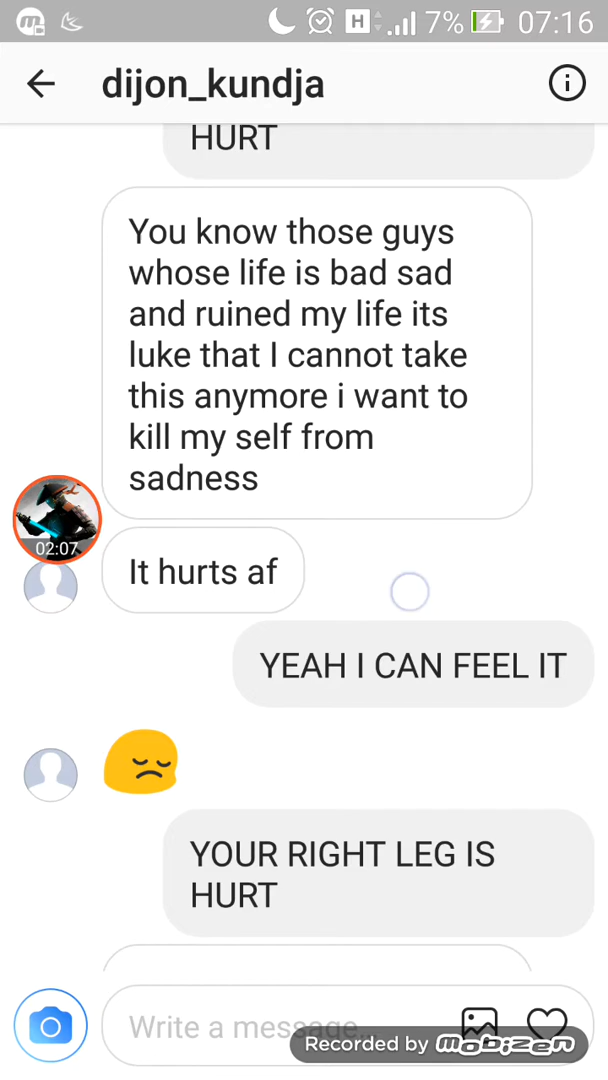 7% 07:16
dijon_kundja
HURT
You know those guys
whose life is bad sad
and ruined my life its
luke that I cannot take
this anymore i want to
kill my self from
sadness
02:07
It hurts af
YEAH I CAN FEEL IT
YOUR RIGHT LEG IS
HURT
Write a message...
Recorded by mobizen